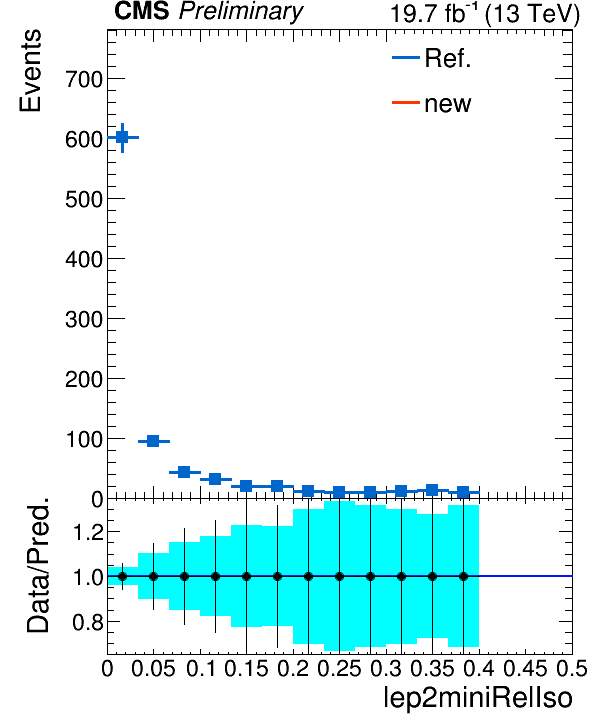 CMS Preliminary 19.7 fb⁻¹ (13 TeV)
Events
Ref.
new
700
600
500
400
300
200
100
0
Data/Pred.
1.2
1.0
0.8
0 0.05 0.1 0.15 0.2 0.25 0.3 0.35 0.4 0.45 0.5
lep2miniRelIso